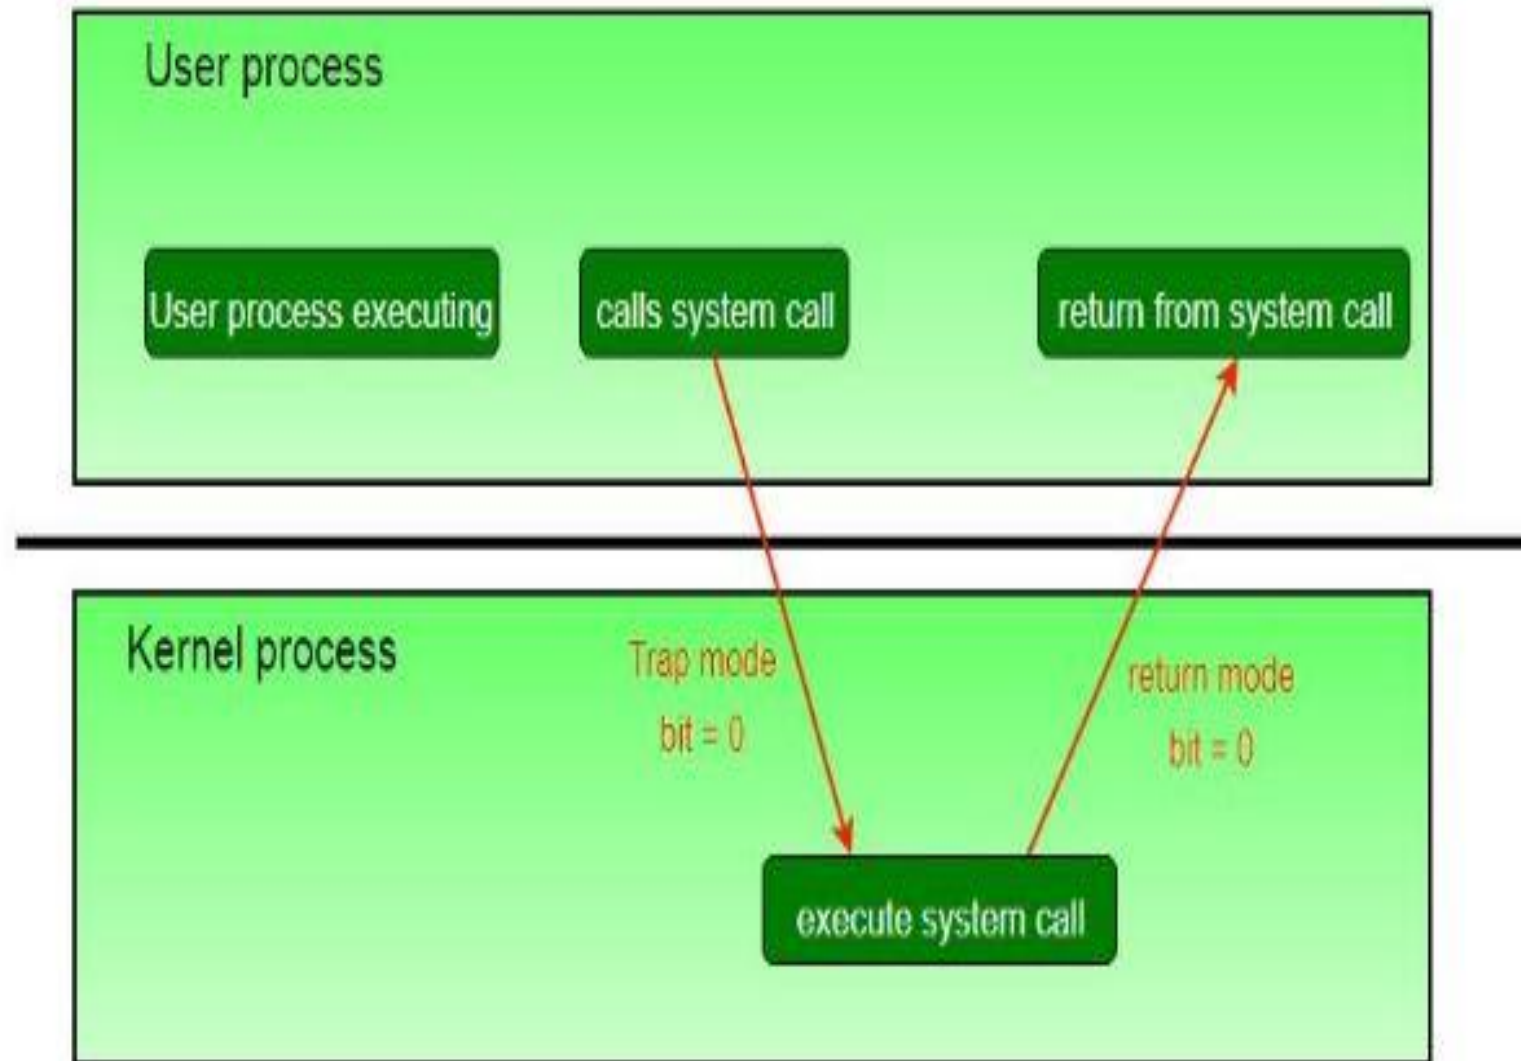 User process
User process executing
calls system call
return from system call
Kernel process
Trap mode
bit = 0
return mode
bit = 0
execute system call